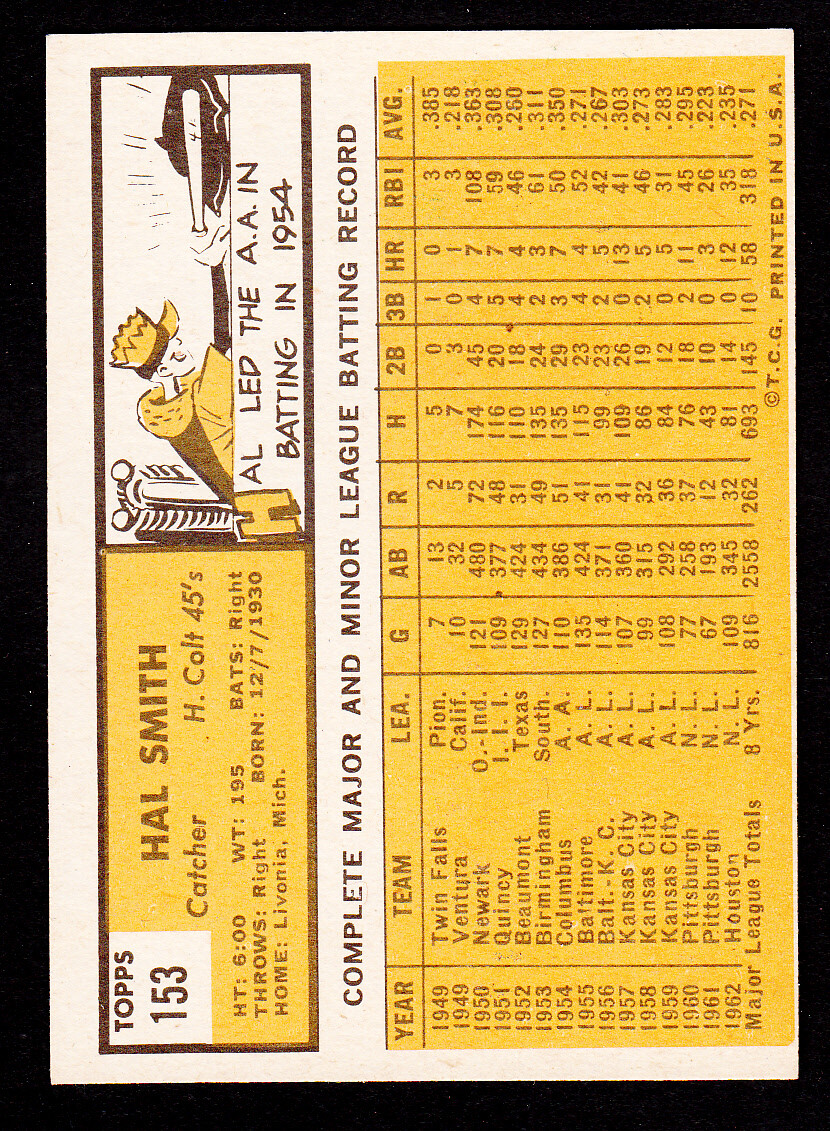 TOPPS
153
HAL SMITH
Catcher H. Colt 45's
HT: 6:00 WT: 195 BATS: Right
THROWS: Right BORN: 12/7/1930
HOME: Livonia, Mich.
AL LED THE A.A. IN
BATTING IN 1954
COMPLETE MAJOR AND MINOR LEAGUE BATTING RECORD
YEAR TEAM LEA. G AB R H 2B 3B HR RBI AVG.
1949 Twin Falls Pion. 7 13 2 5 0 1 0 3 .385
1949 Ventura Calif. 10 32 5 7 3 0 1 3 .218
1950 Newark O.-Ind. 121 480 72 174 45 4 7 108 .363
1951 Quincy I. I. I. 109 377 48 116 20 5 7 59 .308
1952 Beaumont Texas 129 424 31 110 18 4 4 46 .260
1953 Birmingham South. 127 434 49 135 24 2 3 61 .311
1954 Columbus A. A. 110 386 51 135 29 3 7 50 .350
1955 Baltimore A. L. 135 424 41 115 23 4 4 52 .271
1956 Balt.-K. C. A. L. 114 371 31 99 23 2 5 42 .267
1957 Kansas City A. L. 107 360 41 109 26 0 13 41 .303
1958 Kansas City A. L. 99 315 32 86 19 2 5 46 .273
1959 Kansas City A. L. 108 292 36 84 12 0 5 31 .283
1960 Pittsburgh N. L. 77 258 37 76 18 2 11 45 .295
1961 Pittsburgh N. L. 67 193 12 43 10 0 3 26 .223
1962 Houston N. L. 109 345 32 81 14 0 12 35 .235
Major League Totals 8 Yrs. 816 2558 262 693 145 10 58 318 .271
©T.C.G. PRINTED IN U.S.A.